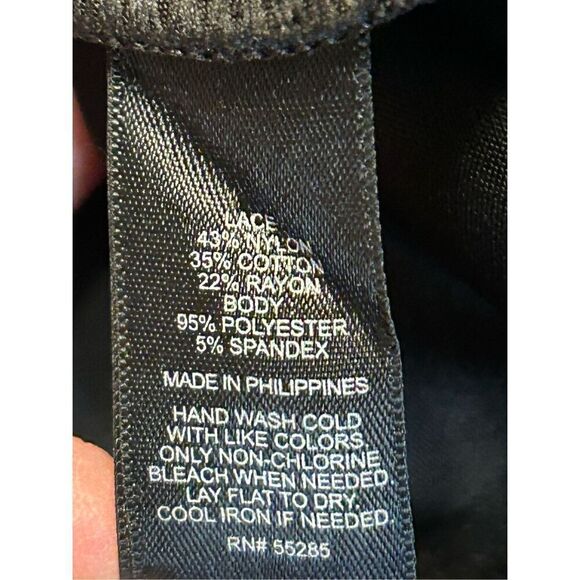 LACE
43% NYLON
35% COTTON
22% RAYON
BODY
95% POLYESTER
5% SPANDEX
MADE IN PHILIPPINES
HAND WASH COLD
WITH LIKE COLORS.
ONLY NON-CHLORINE
BLEACH WHEN NEEDED.
LAY FLAT TO DRY.
COOL IRON IF NEEDED.
RN# 55285